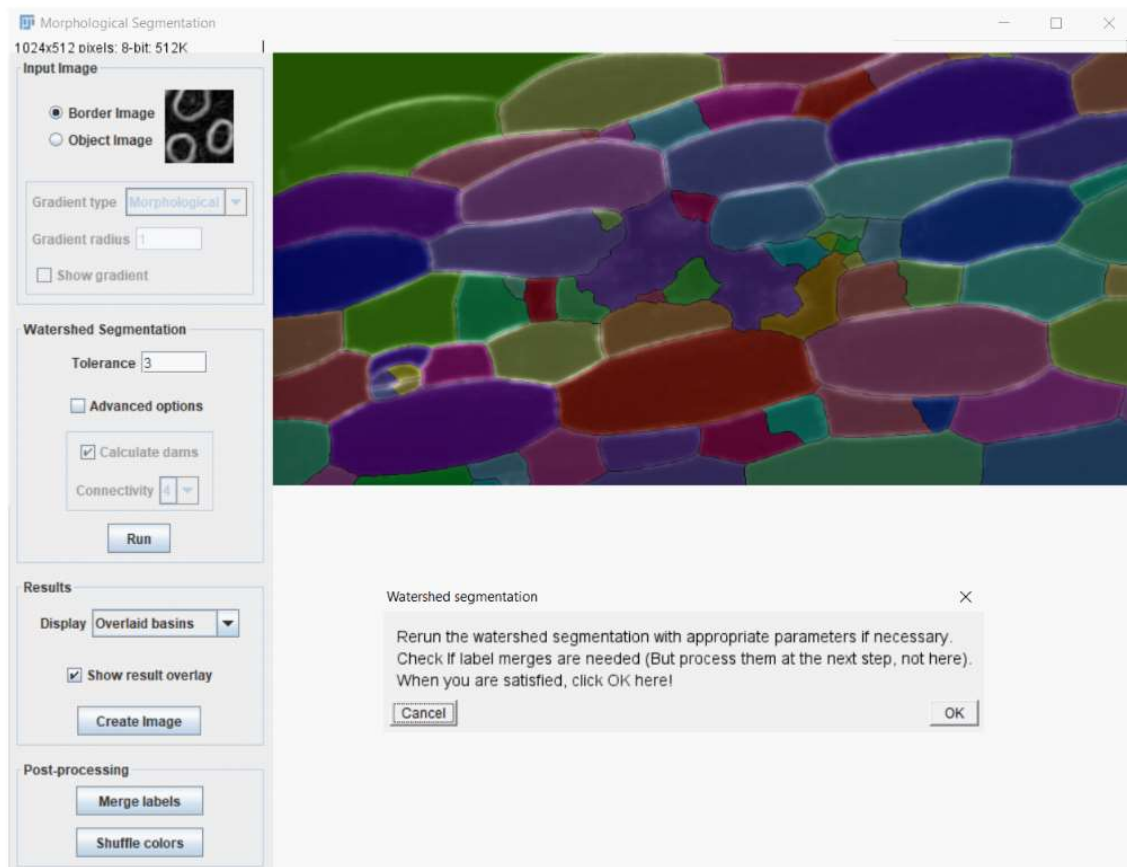 Morphological Segmentation
1024x512 pixels; 8-bit; 512K
Input Image
Border Image
Object Image
Gradient type Morphological
Gradient radius 1
Show gradient
Watershed Segmentation
Tolerance 3
Advanced options
Calculate dams
Connectivity 4
Run
Results
Display Overlaid basins
Show result overlay
Create Image
Post-processing
Merge labels
Shuffle colors
Watershed segmentation
Rerun the watershed segmentation with appropriate parameters if necessary.
Check If label merges are needed (But process them at the next step, not here).
When you are satisfied, click OK here!
Cancel OK